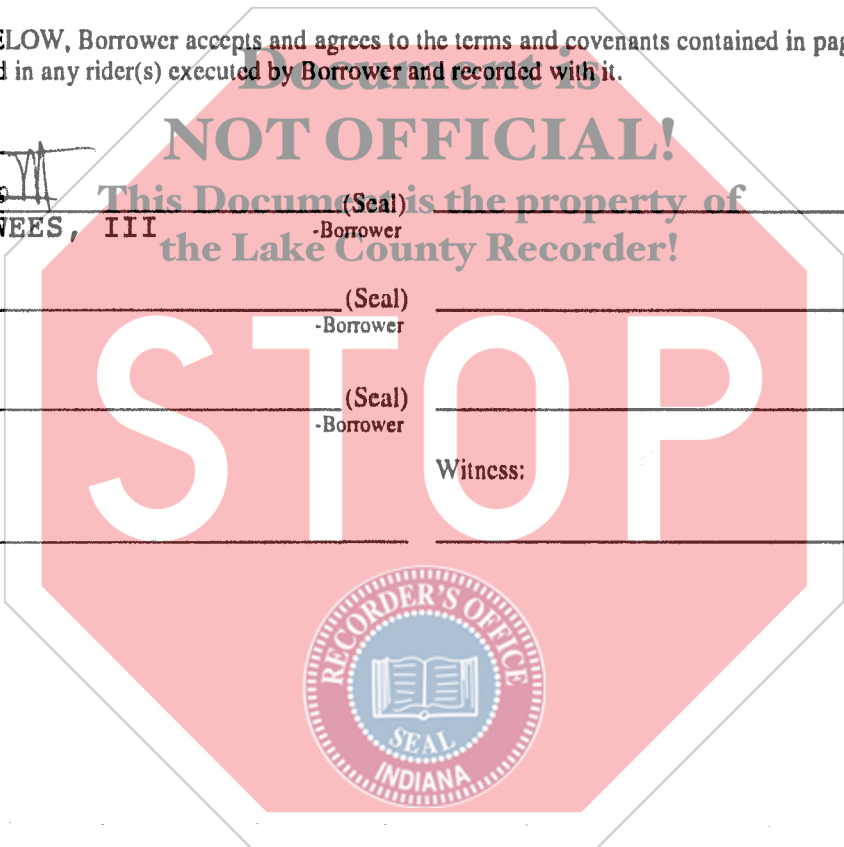 ELOW, Borrower accepts and agrees to the terms and covenants contained in pag
d in any rider(s) executed by Borrower and recorded with it.
Document is
NOT OFFICIAL!
This Document is the property of
the Lake County Recorder!
(Seal)
NEES, III
-Borrower
(Seal)
-Borrower
(Seal)
-Borrower
STOP
Witness:
RECORDER'S OFFICE
SEAL
INDIANA